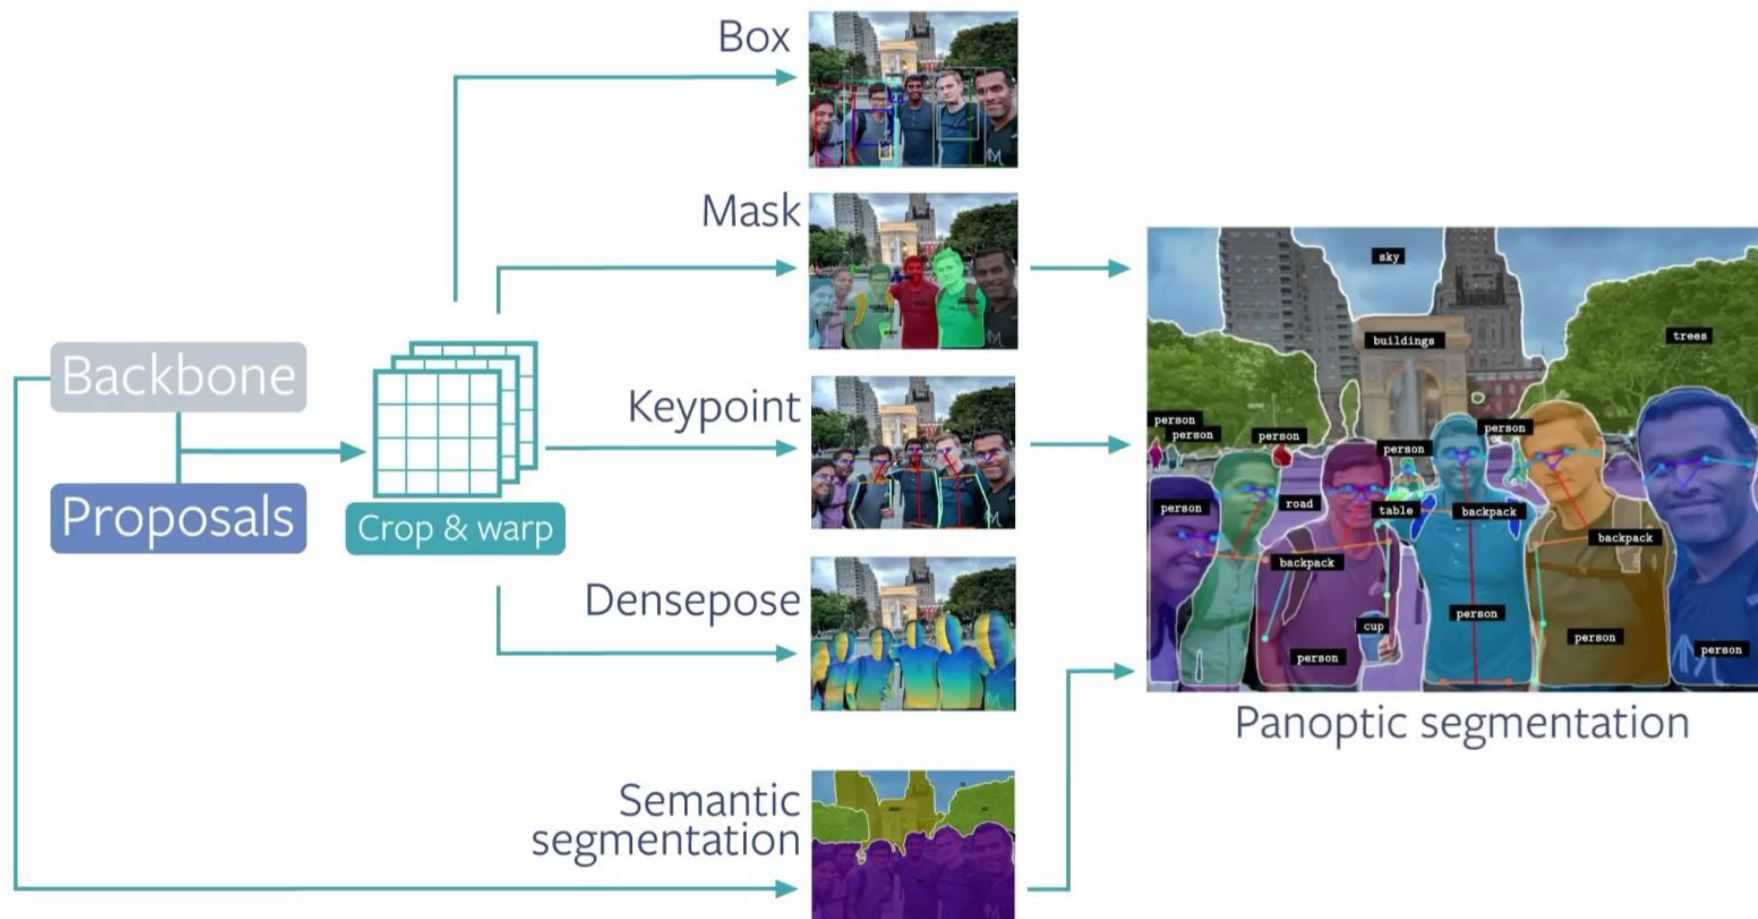 Box
Mask
Backbone
Keypoint
Proposals
Crop & warp
Densepose
Semantic
segmentation
sky
buildings
trees
person
person
person
person
person
person
road
table
backpack
backpack
backpack
cup
person
person
person
person
Panoptic segmentation